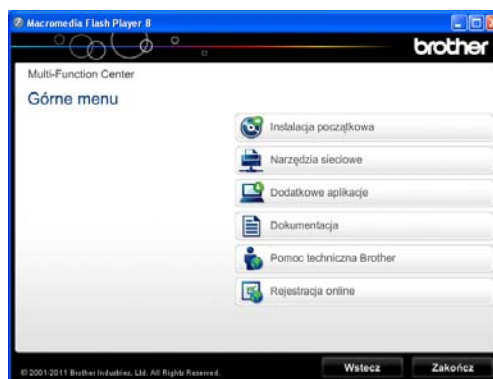 Macromedia Flash Player 8
brother
Multi-Function Center
Górne menu
Instalacja początkowa
Narzędzia sieciowe
Dodatkowe aplikacje
Dokumentacja
Pomoc techniczna Brother
Rejestracja online
© 2001-2011 Brother Industries, Ltd. All Rights Reserved.
Wstecz
Zakończ